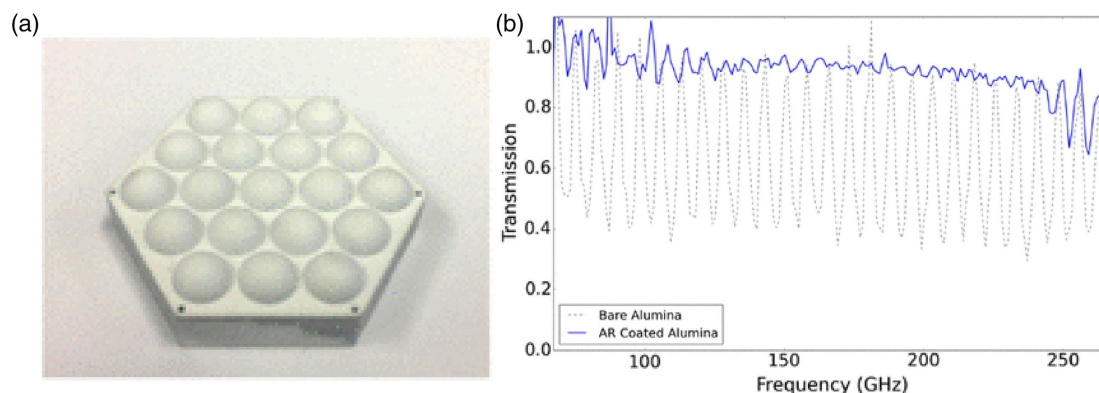 (a)
(b)
1.0
0.8
0.6
0.4
0.2
0.0
Transmission
Bare Alumina
AR Coated Alumina
100
150
200
250
Frequency (GHz)